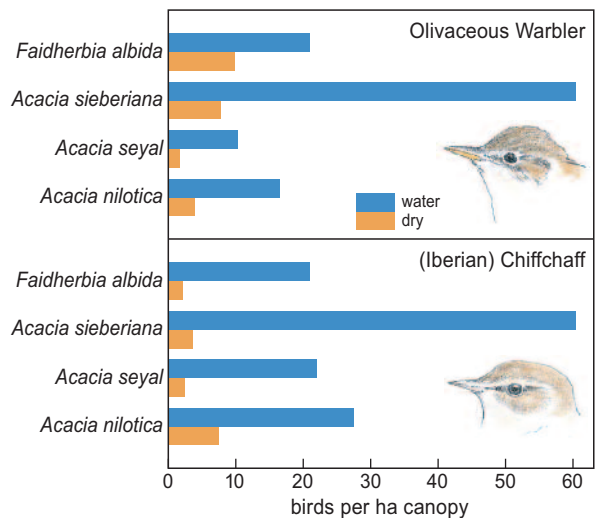 Olivaceous Warbler
Faidherbia albida
Acacia sieberiana
Acacia seyal
Acacia nilotica
water
dry
(Iberian) Chiffchaff
Faidherbia albida
Acacia sieberiana
Acacia seyal
Acacia nilotica
0 10 20 30 40 50 60
birds per ha canopy